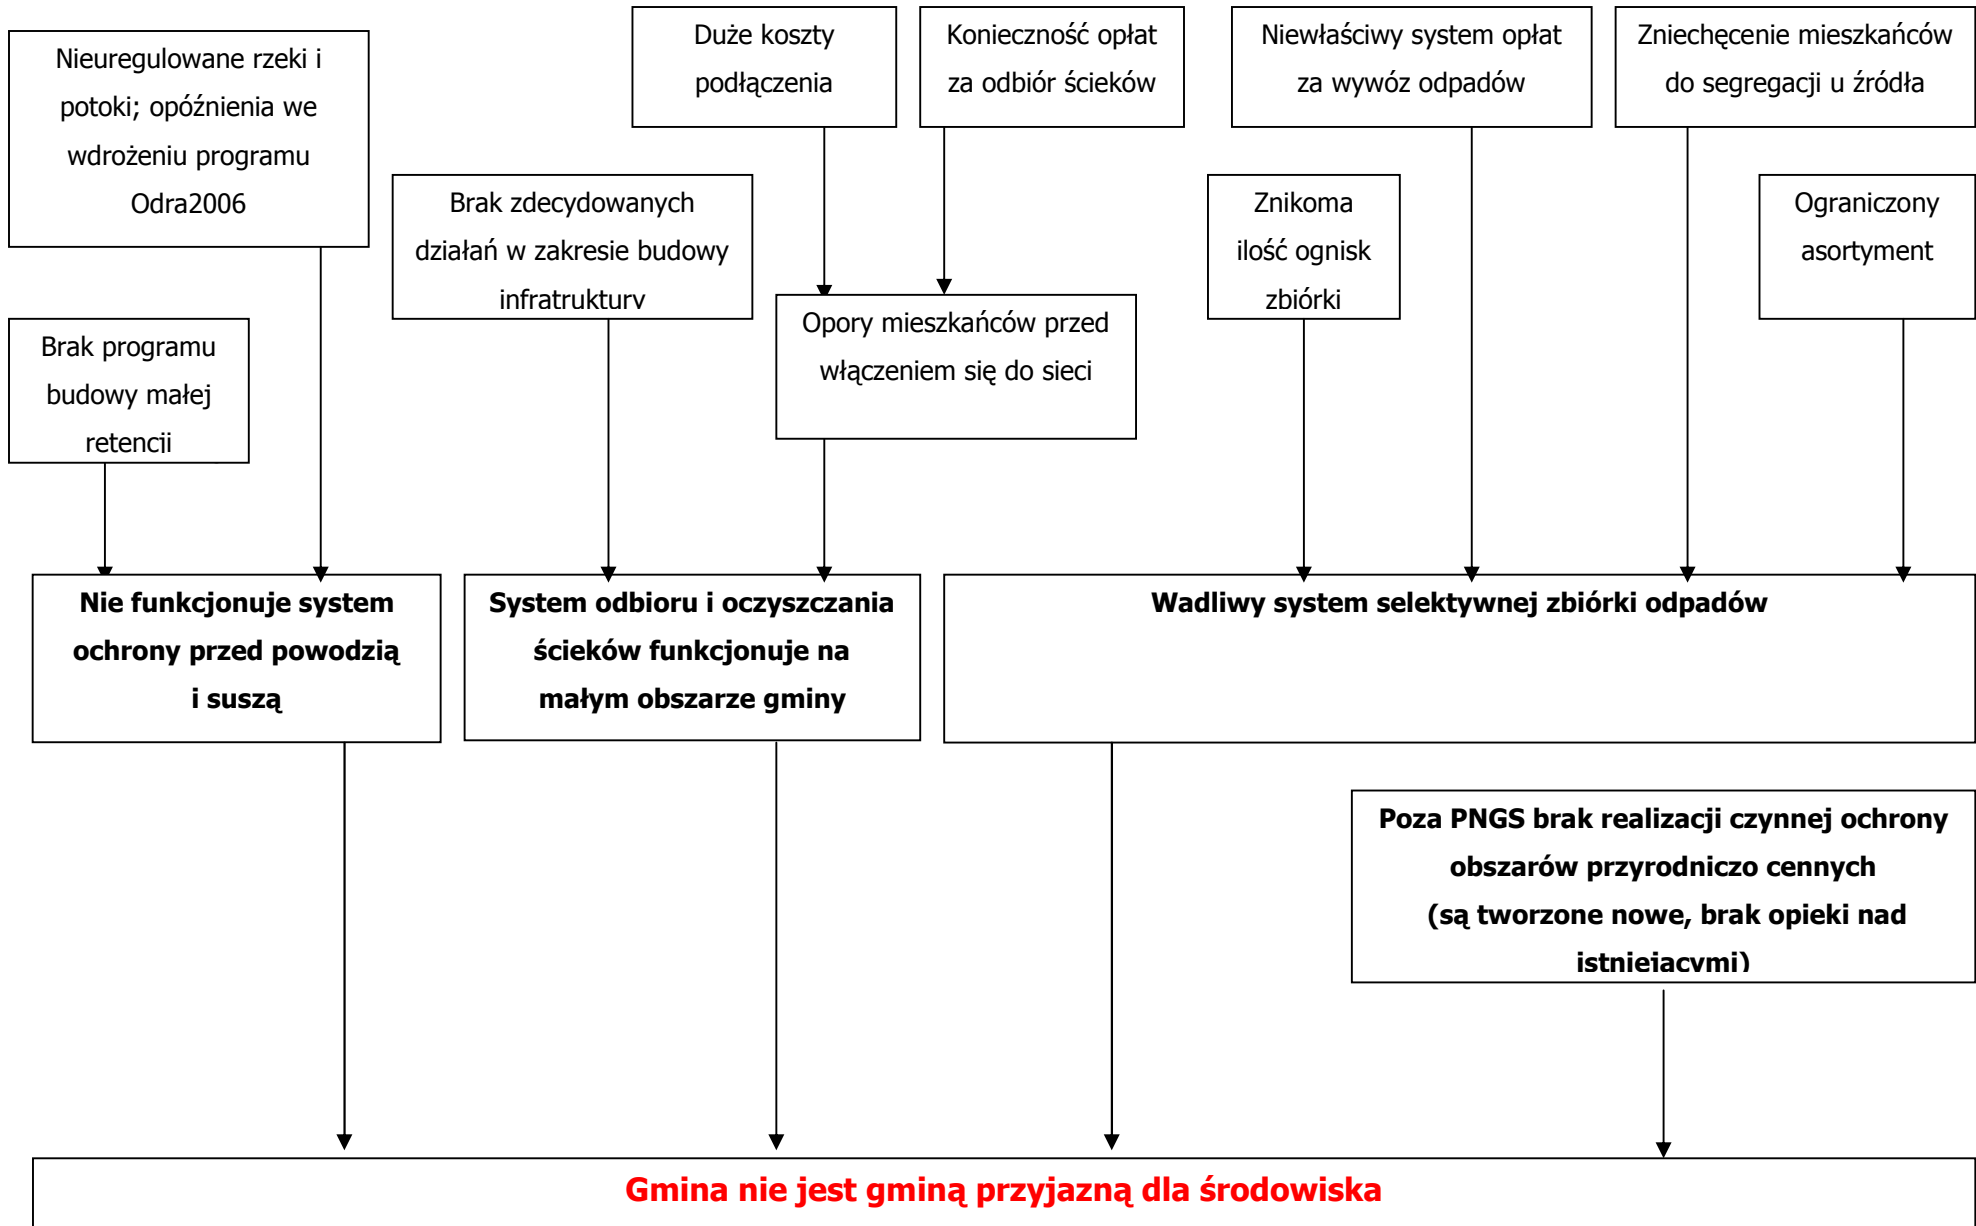 Nieuregulowane rzeki i
potoki; opóźnienia we
wdrożeniu programu
Odra2006
Duże koszty
podłączenia
Konieczność opłat
za odbiór ścieków
Niewłaściwy system opłat
za wywóz odpadów
Zniechęcenie mieszkańców
do segregacji u źródła
Brak zdecydowanych
działań w zakresie budowy
infratruktury
Znikoma
ilość ognisk
zbiórki
Ograniczony
asortyment
Brak programu
budowy małej
retencji
Opory mieszkańców przed
włączeniem się do sieci
Nie funkcjonuje system
ochrony przed powodzią
i suszą
System odbioru i oczyszczania
ścieków funkcjonuje na
małym obszarze gminy
Wadliwy system selektywnej zbiórki odpadów
Poza PNGS brak realizacji czynnej ochrony
obszarów przyrodniczo cennych
(są tworzone nowe, brak opieki nad
istniejącymi)
Gmina nie jest gminą przyjazną dla środowiska